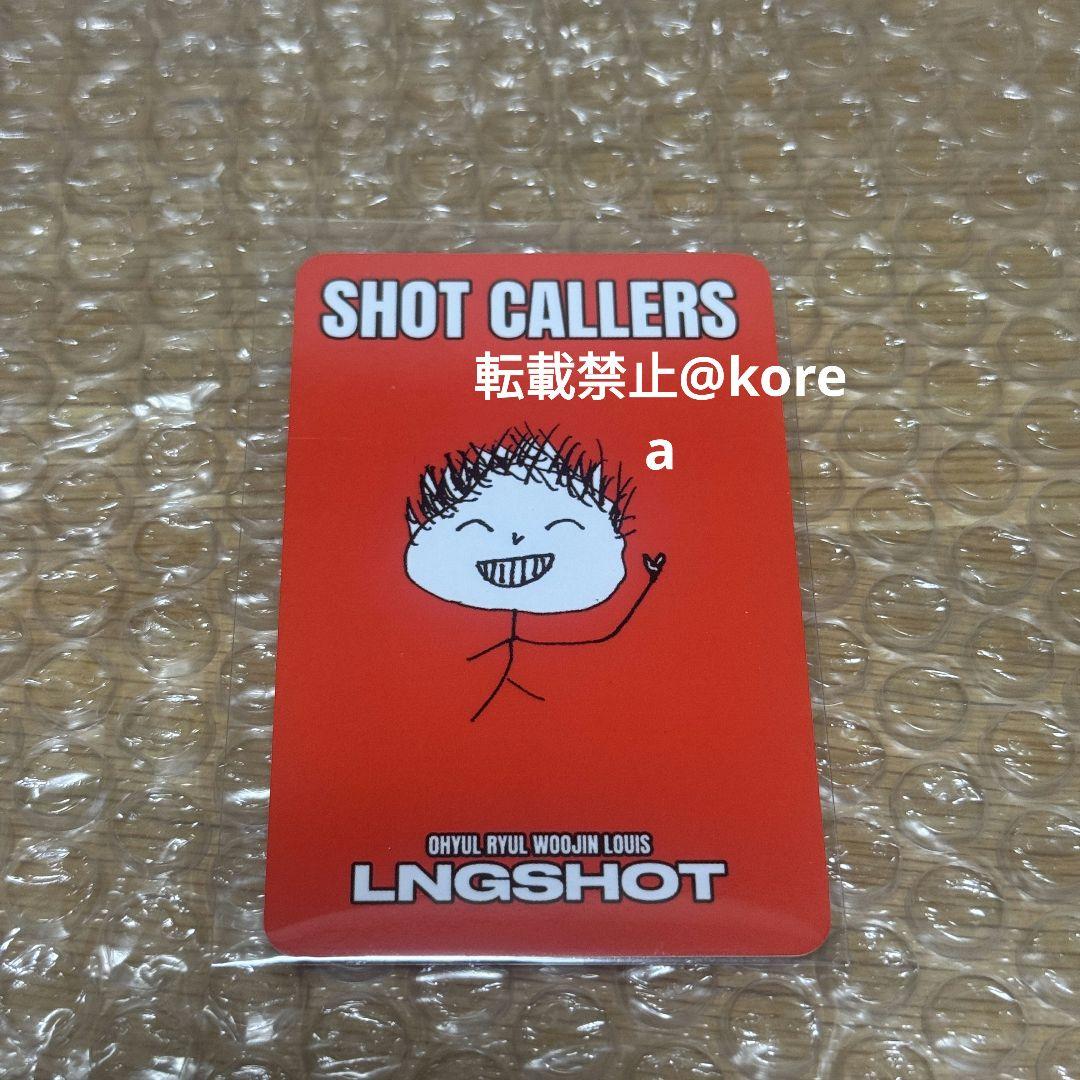 SHOT CALLERS
転載禁止@kore
a
OHYUL RYUL WOOJIN LOUIS
LNGSHOT